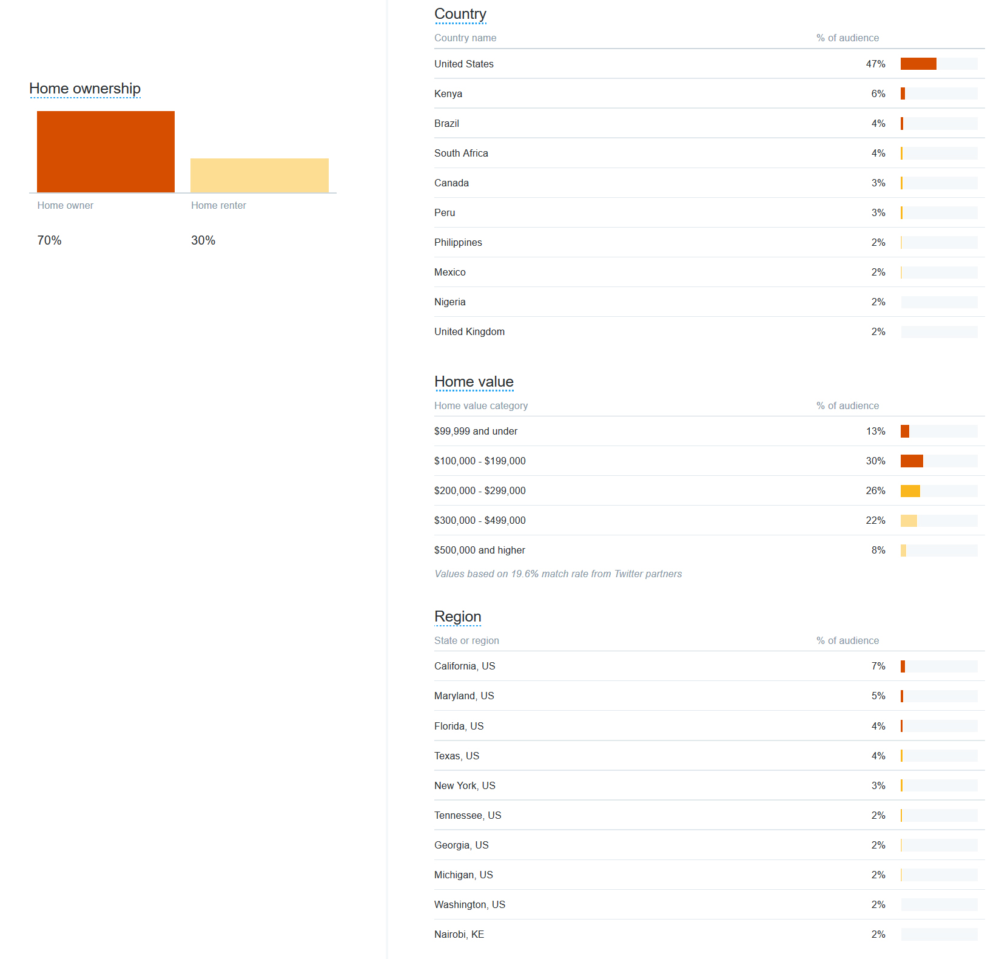 Home ownership
Home owner Home renter
70% 30%
Country
Country name % of audience
United States 47%
Kenya 6%
Brazil 4%
South Africa 4%
Canada 3%
Peru 3%
Philippines 2%
Mexico 2%
Nigeria 2%
United Kingdom 2%
Home value
Home value category % of audience
$99,999 and under 13%
$100,000 - $199,000 30%
$200,000 - $299,000 26%
$300,000 - $499,000 22%
$500,000 and higher 8%
Values based on 19.6% match rate from Twitter partners
Region
State or region % of audience
California, US 7%
Maryland, US 5%
Florida, US 4%
Texas, US 4%
New York, US 3%
Tennessee, US 2%
Georgia, US 2%
Michigan, US 2%
Washington, US 2%
Nairobi, KE 2%